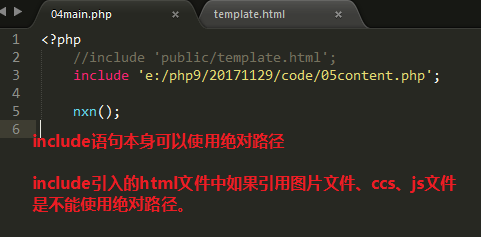 04main.php
template.html
1 <?php
2 //include 'public/template.html';
3 include 'e:/php9/20171129/code/05content.php';
4
5 nxn();
6
include语句本身可以使用绝对路径
include引入的html文件中如果引用图片文件、ccs、js文件
是不能使用绝对路径。